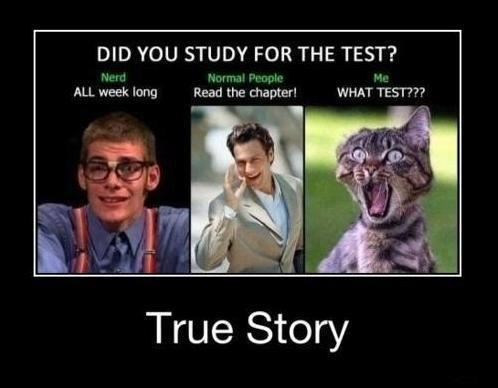 DID YOU STUDY FOR THE TEST?
Nerd
ALL week long
Normal People
Read the chapter!
Me
WHAT TEST???
True Story